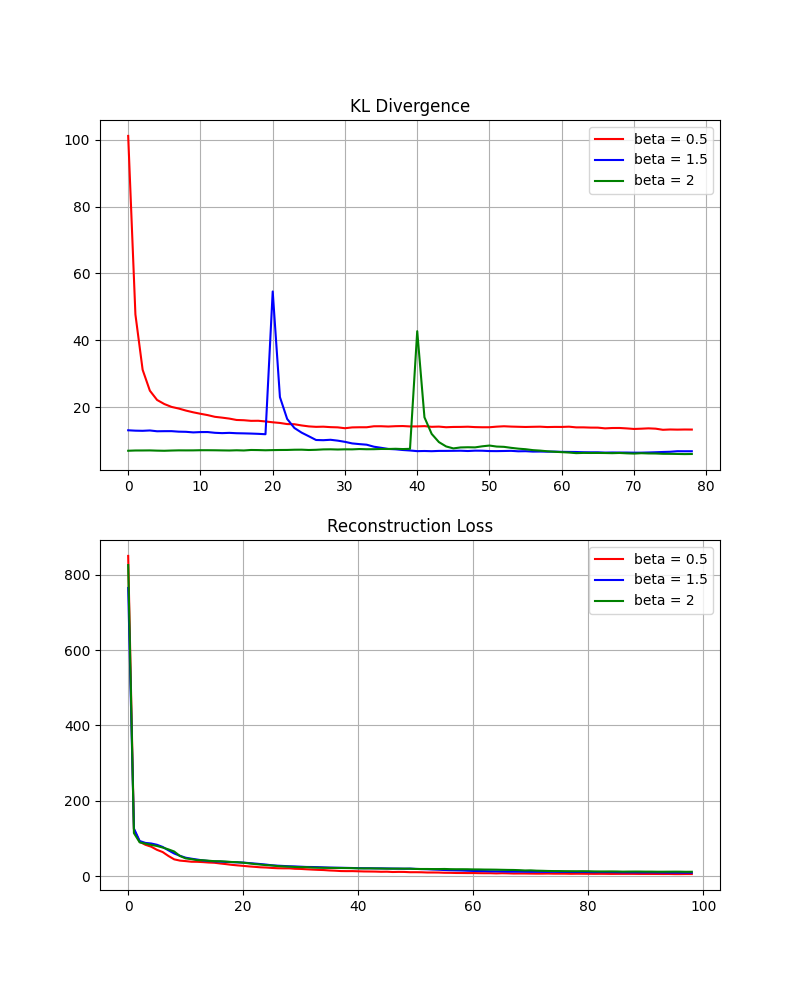 KL Divergence
100
80
60
40
20
beta = 0.5
beta = 1.5
beta = 2
0 10 20 30 40 50 60 70 80
Reconstruction Loss
800
600
400
200
0
beta = 0.5
beta = 1.5
beta = 2
0 20 40 60 80 100